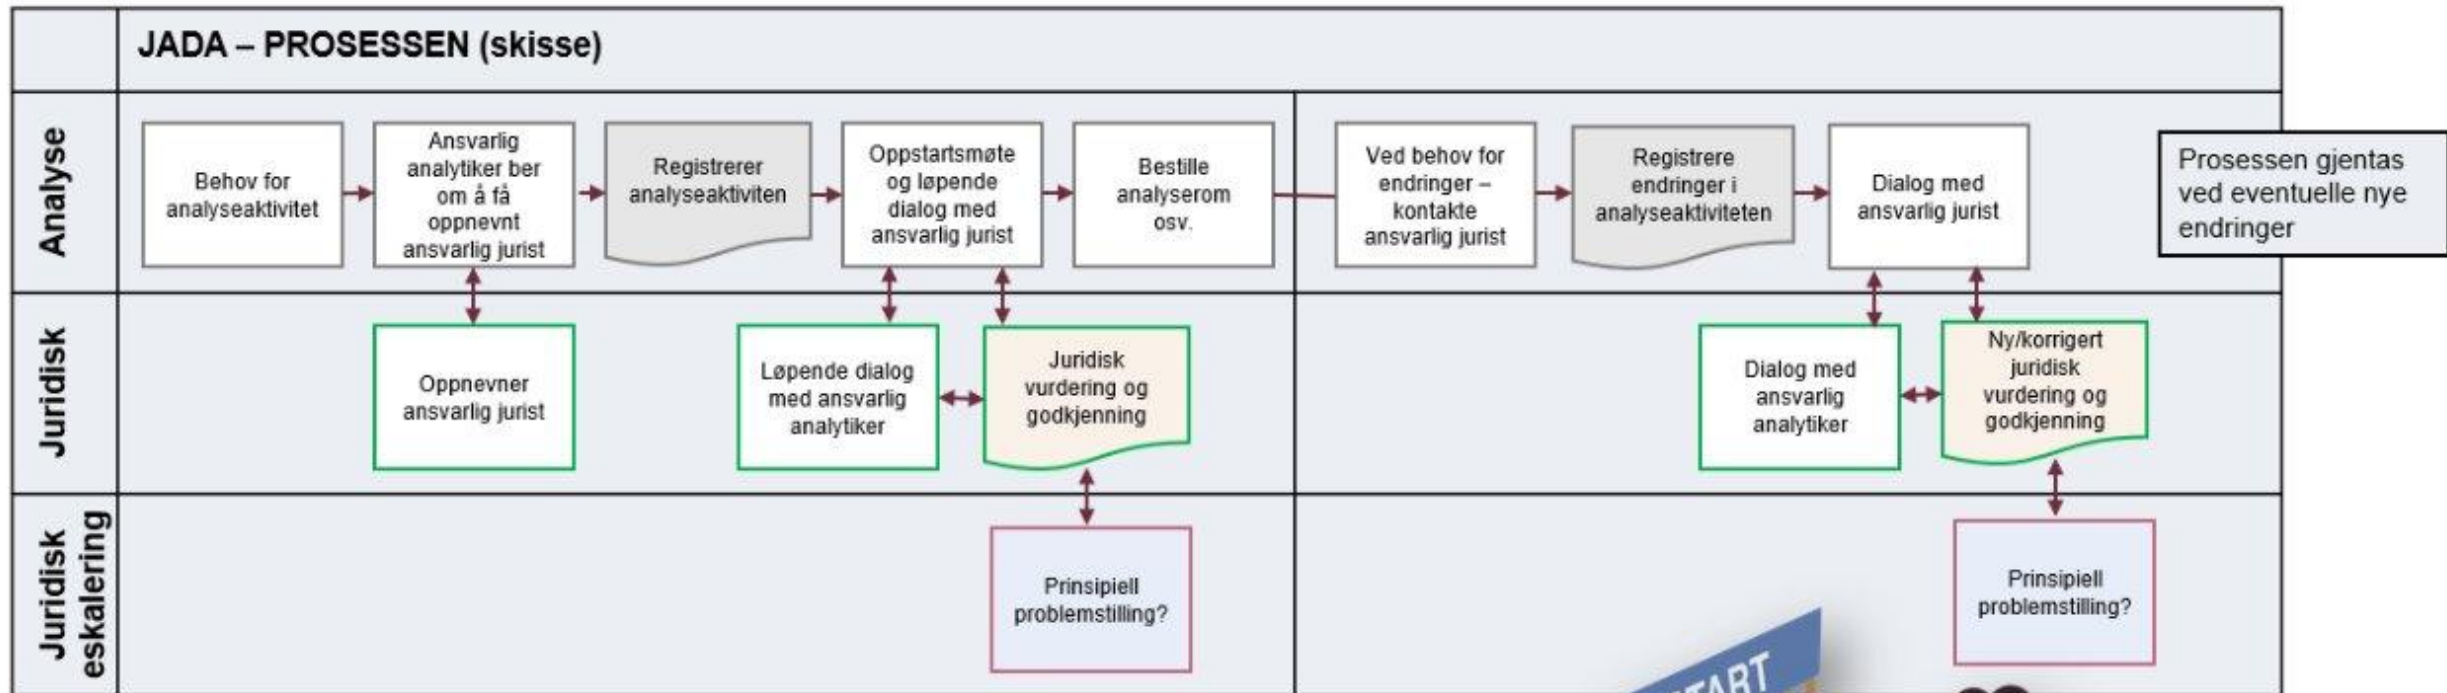 JADA – PROSESSEN (skisse)
Analyse
Behov for
analyseaktivitet
Ansvarlig
analytiker ber
om å få
oppnevnt
ansvarlig jurist
Registrerer
analyseaktiviten
Oppstartsmøte
og løpende
dialog med
ansvarlig jurist
Bestille
analyserom
osv.
Ved behov for
endringer –
kontakte
ansvarlig jurist
Registrere
endringer i
analyseaktiviteten
Dialog med
ansvarlig jurist
Prosessen gjentas
ved eventuelle nye
endringer
Juridisk
Oppnevner
ansvarlig jurist
Løpende dialog
med ansvarlig
analytiker
Juridisk
vurdering og
godkjenning
Dialog med
ansvarlig
analytiker
Ny/korrigert
juridisk
vurdering og
godkjenning
Juridisk
eskalering
Prinsipiell
problemstilling?
Prinsipiell
problemstilling?
START